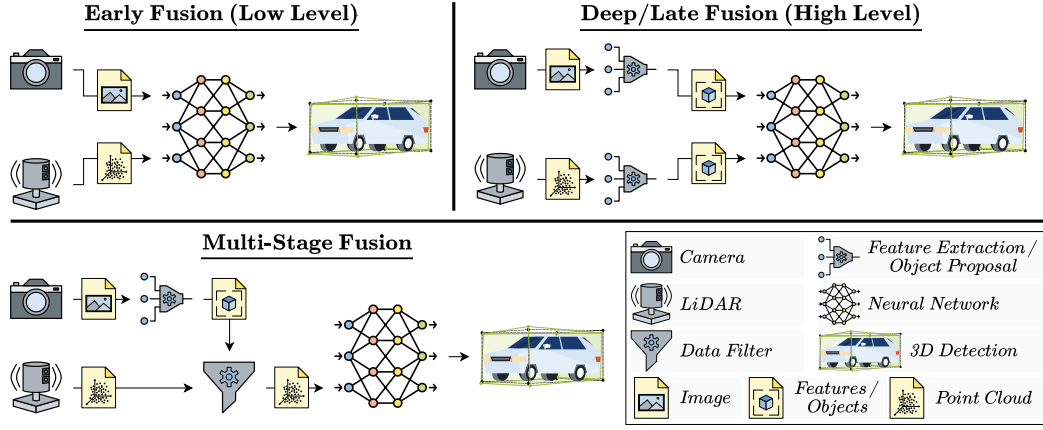 Early Fusion (Low Level)
Deep/Late Fusion (High Level)
Multi-Stage Fusion
Camera
Feature Extraction/
Object Proposal
LiDAR
Neural Network
Data Filter
3D Detection
Image
Features/
Objects
Point Cloud